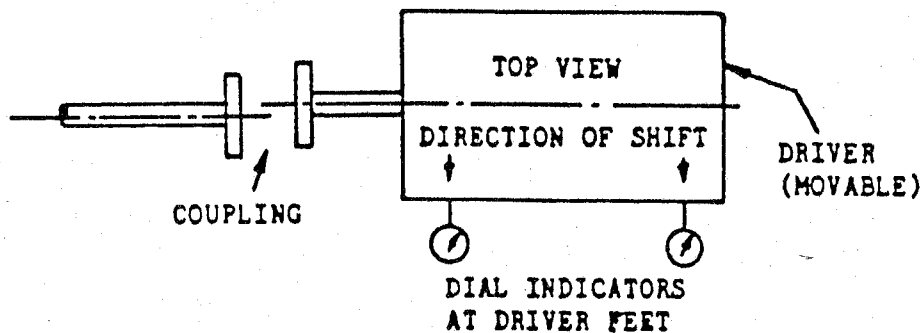 TOP VIEW
DIRECTION OF SHIFT
DRIVER
(MOVABLE)
COUPLING
DIAL INDICATORS
AT DRIVER FEET